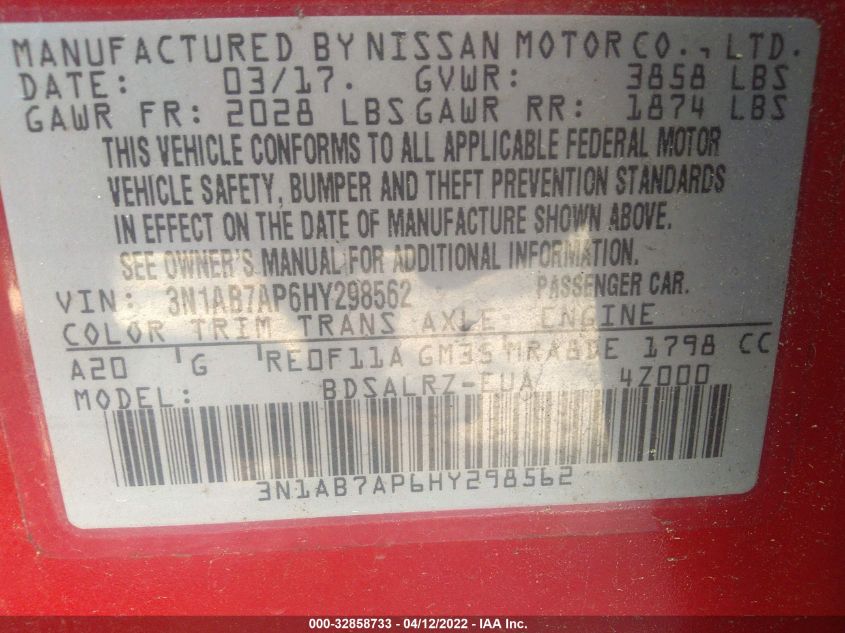 MANUFACTURED BY NISSAN MOTOR CO., LTD.
DATE: 03/17. GVWR: 3858 LBS
GAWR FR: 2028 LBS GAWR RR: 1874 LBS
THIS VEHICLE CONFORMS TO ALL APPLICABLE FEDERAL MOTOR
VEHICLE SAFETY, BUMPER AND THEFT PREVENTION STANDARDS
IN EFFECT ON THE DATE OF MANUFACTURE SHOWN ABOVE.
SEE OWNER'S MANUAL FOR ADDITIONAL INFORMATION.
VIN: 3N1AB7AP6HY298562 PASSENGER CAR.
COLOR TRIM TRANS AXLE ENGINE
A20 G RE0F11A GM35 MRA8DE 1798 CC
MODEL: BDSALRZ-EUA 4Z000
3N1AB7AP6HY298562
000-32858733 - 04/12/2022 - IAA Inc.